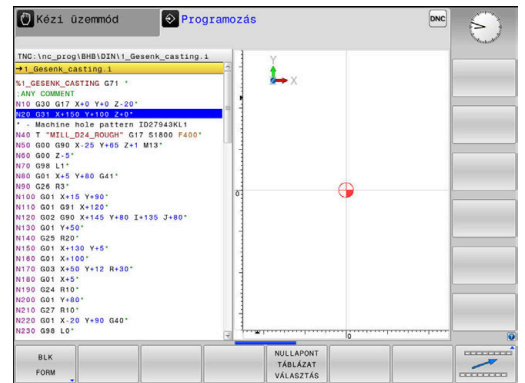 Kézi üzemmód
Programozás
DNC
TNC:\nc_prog\BHB\DIN\1_Gesenk_casting.i
→1_Gesenk_casting.i
%1_GESENK_CASTING G71 *
;ANY COMMENT
N10 G30 G17 X+0 Y+0 Z-20*
N20 G31 X+150 Y+100 Z+0*
* - Machine hole pattern ID27943KL1
N40 T "MILL_D24_ROUGH" G17 S1800 F400*
N50 G00 G90 X-25 Y+65 Z+1 M13*
N60 G00 Z-5*
N70 G98 L1*
N80 G01 X+5 Y+80 G41*
N90 G26 R3*
N100 G01 X+15 Y+90*
N110 G01 G91 X+120*
N120 G02 G90 X+145 Y+80 I+135 J+80*
N130 G01 Y+50*
N140 G25 R20*
N150 G01 X+130 Y+5*
N160 G01 X+100*
N170 G03 X+50 Y+12 R+30*
N180 G01 X+5*
N190 G24 R10*
N200 G01 Y+80*
N210 G27 R10*
N220 G01 X-20 Y+90 G40*
N230 G98 L0*
Y
X
0
0
BLK
FORM
NULLAPONT
TÁBLÁZAT
VÁLASZTÁS